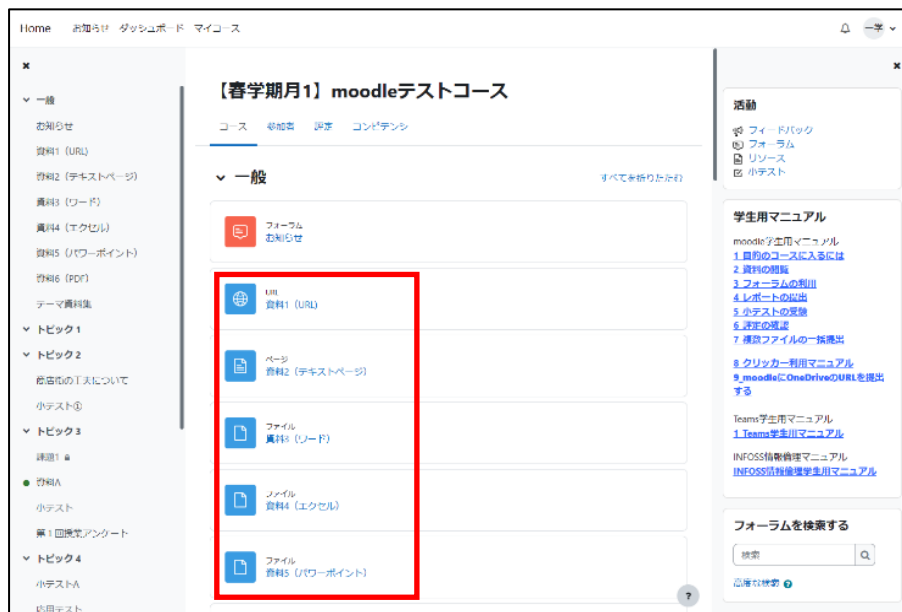 Home お知らせ ダッシュボード マイコース
一学
一般
お知らせ
資料1（URL）
資料2（テキストページ）
資料3（ワード）
資料4（エクセル）
資料5（パワーポイント）
資料6（PDF）
テーマ資料集
トピック1
トピック2
商店街の工夫について
小テスト①
トピック3
課題1
資料A
小テスト
第1回授業アンケート
トピック4
小テストA
応用テスト
【春学期月1】moodleテストコース
コース 参加者 評定 コンピテンシ
一般
すべてを折りたたむ
フォーラム
お知らせ
URL
資料1（URL）
ページ
資料2（テキストページ）
ファイル
資料3（ワード）
ファイル
資料4（エクセル）
ファイル
資料5（パワーポイント）
?
活動
フィードバック
フォーラム
リソース
小テスト
学生用マニュアル
moodle学生用マニュアル
1 目的のコースに入るには
2 資料の閲覧
3 フォーラムの利用
4 レポートの提出
5 小テストの受験
6 評定の確認
7 複数ファイルの一括提出
8 クリッカー利用マニュアル
9_moodleにOneDriveのURLを提出
する
Teams学生用マニュアル
1 Teams学生用マニュアル
INFOSS情報倫理マニュアル
INFOSS情報倫理学生用マニュアル
フォーラムを検索する
検索
高度な検索